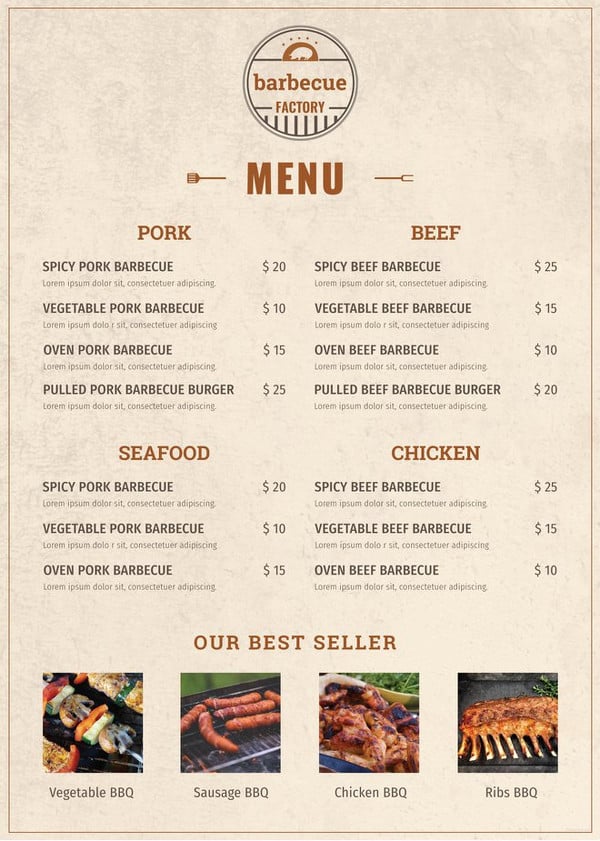 barbecue
FACTORY
MENU
PORK
SPICY PORK BARBECUE $ 20
Lorem ipsum dolor sit, consectetuer adipiscing.
VEGETABLE PORK BARBECUE $ 10
Lorem ipsum dolo r sit, consectetuer adipiscing
OVEN PORK BARBECUE $ 15
Lorem ipsum dolor sit, consectetuer adipiscing.
PULLED PORK BARBECUE BURGER $ 25
Lorem ipsum dolor sit, consectetuer adipiscing.
BEEF
SPICY BEEF BARBECUE $ 25
Lorem ipsum dolor sit, consectetuer adipiscing.
VEGETABLE BEEF BARBECUE $ 15
Lorem ipsum dolo r sit, consectetuer adipiscing
OVEN BEEF BARBECUE $ 10
Lorem ipsum dolor sit, consectetuer adipiscing.
PULLED BEEF BARBECUE BURGER $ 20
Lorem ipsum dolor sit, consectetuer adipiscing.
SEAFOOD
SPICY PORK BARBECUE $ 20
Lorem ipsum dolor sit, consectetuer adipiscing.
VEGETABLE PORK BARBECUE $ 10
Lorem ipsum dolo r sit, consectetuer adipiscing
OVEN PORK BARBECUE $ 15
Lorem ipsum dolor sit, consectetuer adipiscing.
CHICKEN
SPICY BEEF BARBECUE $ 25
Lorem ipsum dolor sit, consectetuer adipiscing.
VEGETABLE BEEF BARBECUE $ 15
Lorem ipsum dolo r sit, consectetuer adipiscing
OVEN BEEF BARBECUE $ 10
Lorem ipsum dolor sit, consectetuer adipiscing.
OUR BEST SELLER
Vegetable BBQ
Sausage BBQ
Chicken BBQ
Ribs BBQ